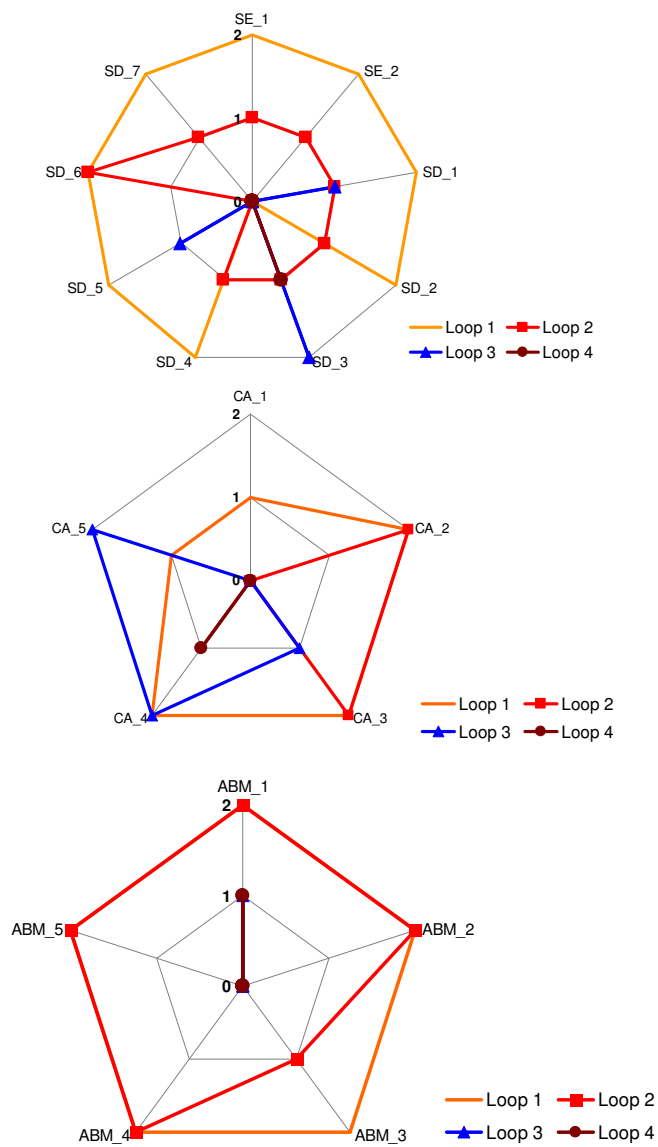 SE_1
2
SD_7
SE_2
1
SD_6
SD_1
0
SD_5
SD_2
SD_4
SD_3
Loop 1
Loop 2
Loop 3
Loop 4
CA_1
2
1
CA_5
CA_2
0
CA_4
CA_3
Loop 1
Loop 2
Loop 3
Loop 4
ABM_1
2
1
ABM_5
ABM_2
0
ABM_4
ABM_3
Loop 1
Loop 2
Loop 3
Loop 4